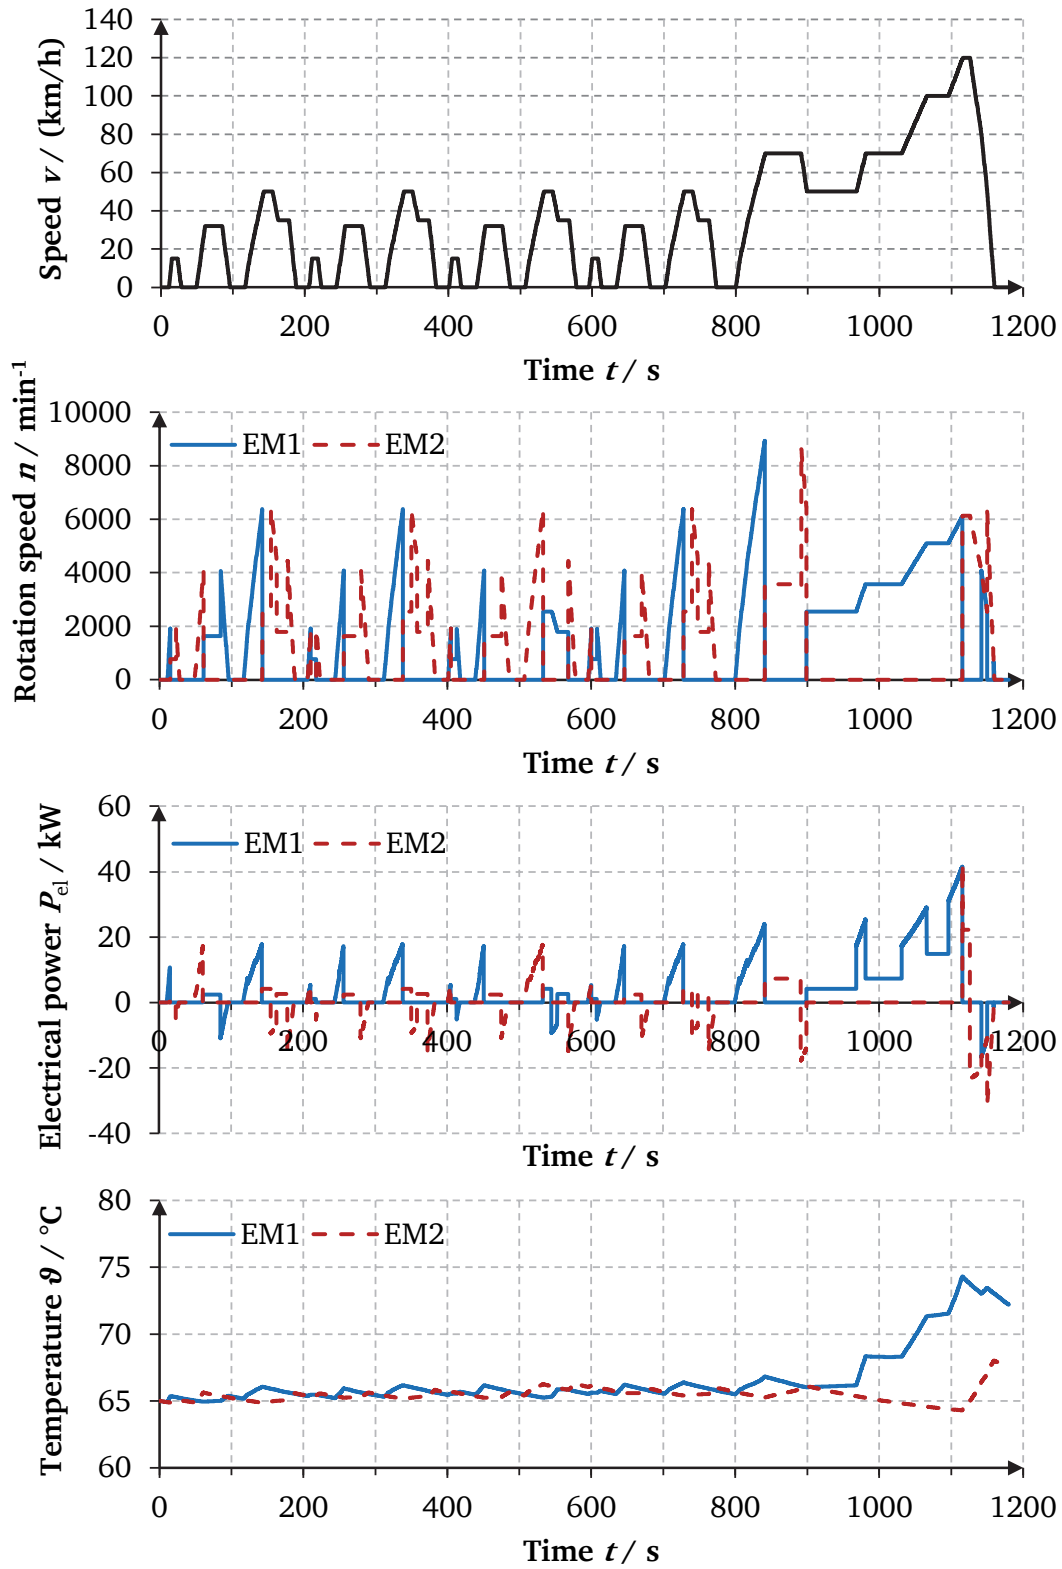 Speed v / (km/h)
140
120
100
80
60
40
20
0
0 200 400 600 800 1000 1200
Time t / s
Rotation speed n / min-1
10000
8000
6000
4000
2000
0
EM1 EM2
0 200 400 600 800 1000 1200
Time t / s
Electrical power Pel / kW
60
40
20
0
-20
-40
EM1 EM2
0 200 400 600 800 1000 1200
Time t / s
Temperature ϑ / °C
80
75
70
65
60
EM1 EM2
0 200 400 600 800 1000 1200
Time t / s